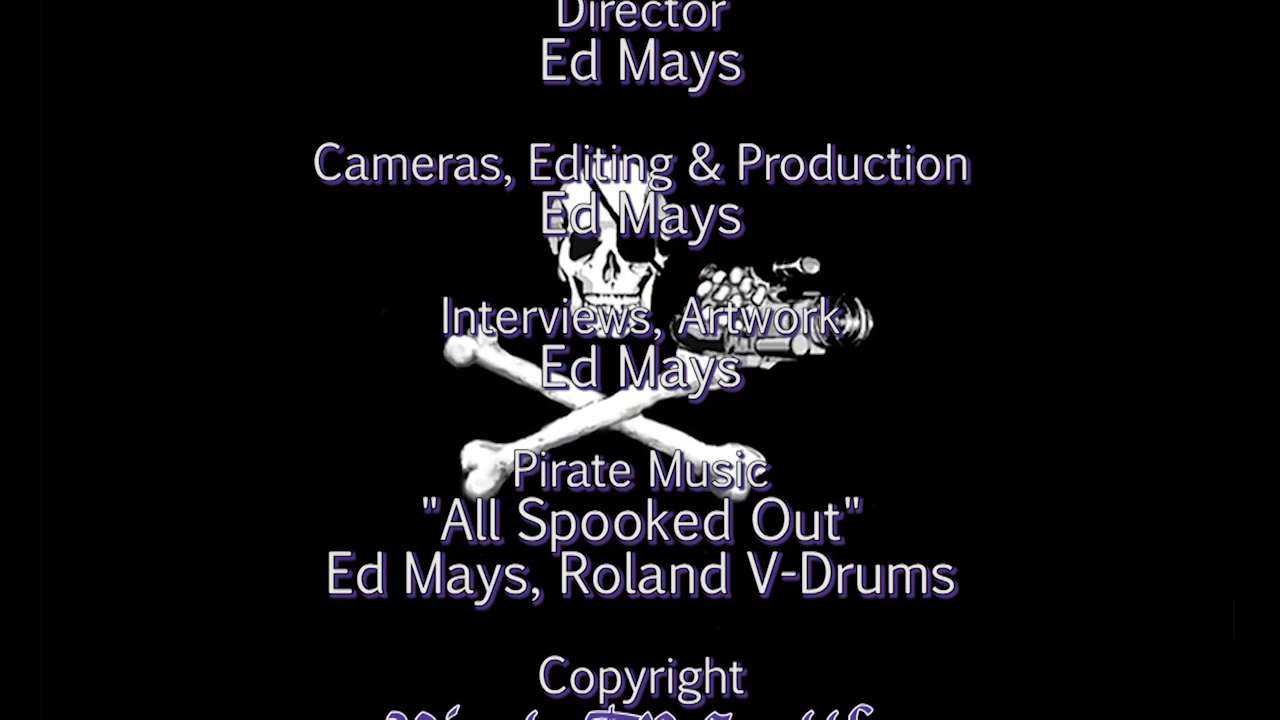 Director
Ed Mays
Cameras, Editing & Production
Ed Mays
Interviews, Artwork
Ed Mays
Pirate Music
"All Spooked Out"
Ed Mays, Roland V-Drums
Copyright